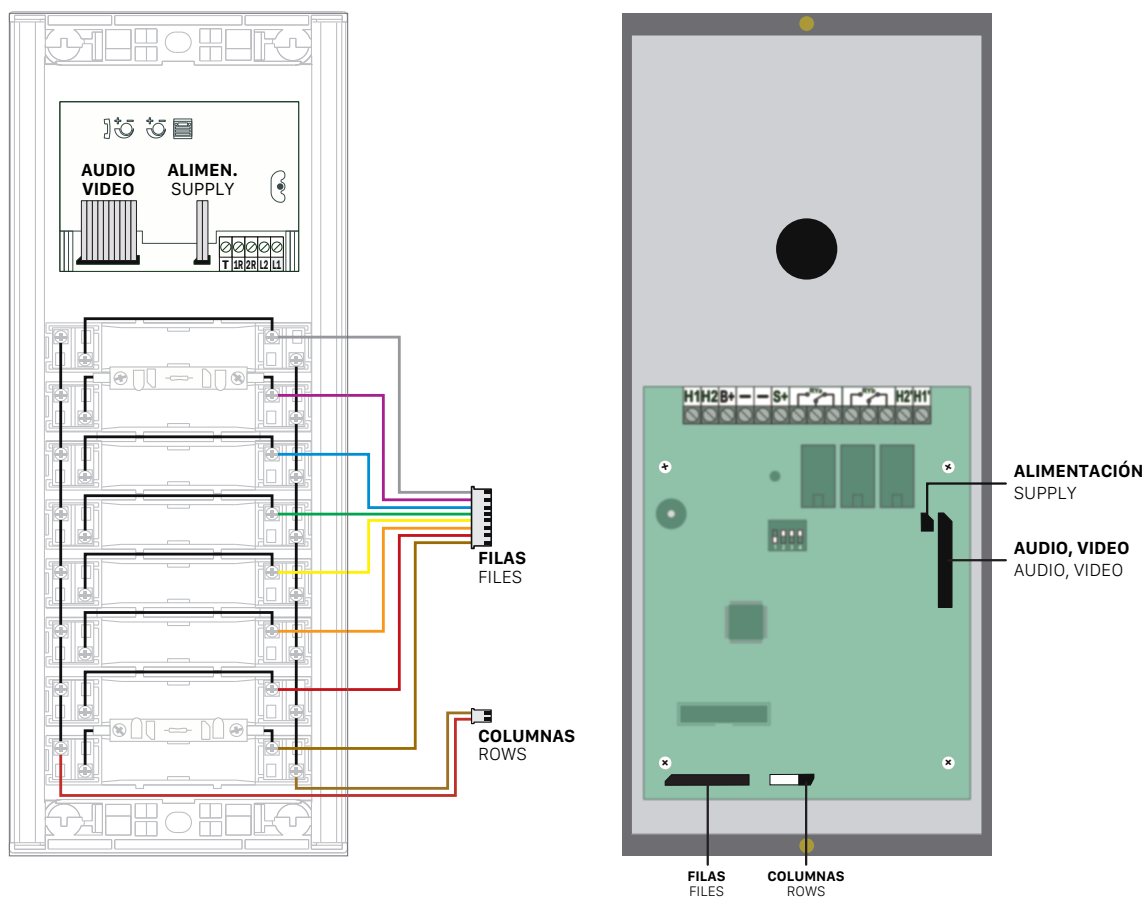 AUDIO
VIDEO
ALIMEN.
SUPPLY
T 1R 2R L2 L1
FILAS
FILES
COLUMNAS
ROWS
H1 H2 B+ — — S+ H2' H1'
ALIMENTACIÓN
SUPPLY
AUDIO, VIDEO
AUDIO, VIDEO
FILAS
FILES
COLUMNAS
ROWS